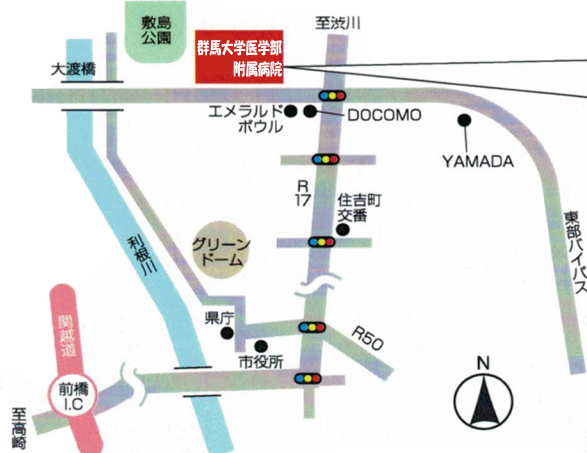 敷島
公園
至渋川
群馬大学医学部
附属病院
大渡橋
エメラルド
ボウル
DOCOMO
YAMADA
R
17
住吉町
交番
利根川
グリーン
ドーム
東部バイパス
関越道
県庁
市役所
R50
前橋
I.C
至高崎
N